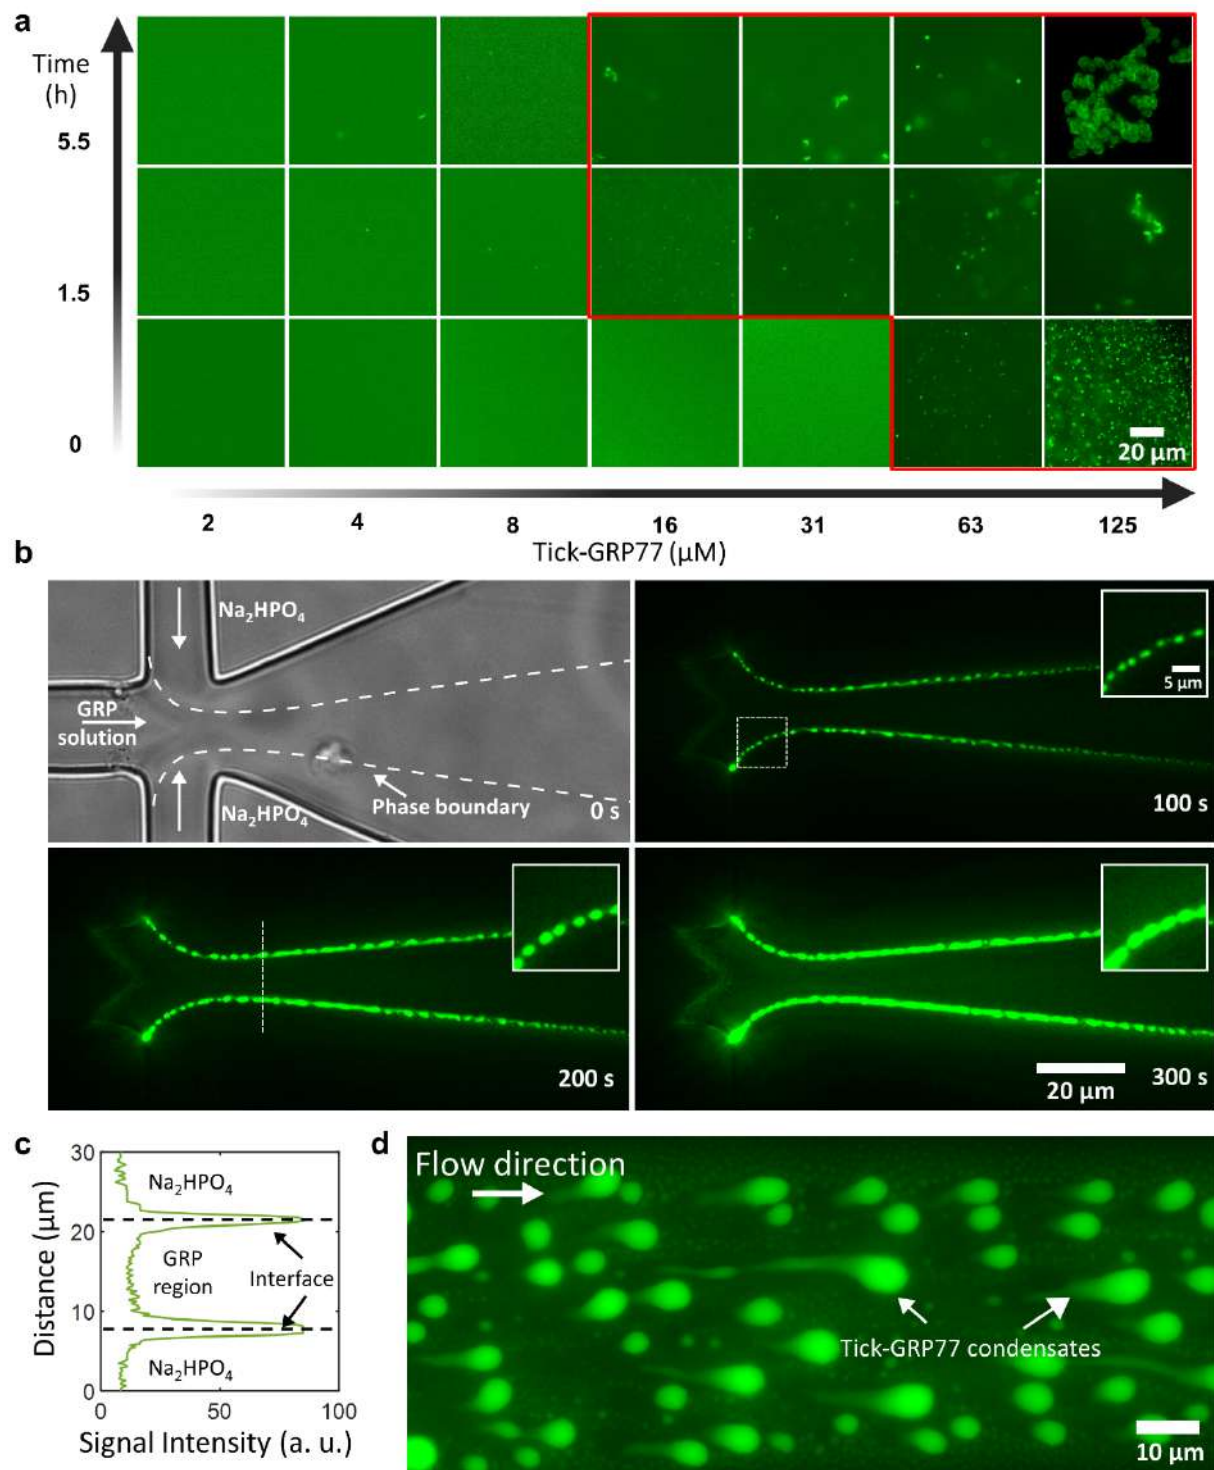 a
Time
(h)
5.5
1.5
0
20 µm
2 4 8 16 31 63 125
Tick-GRP77 (µM)
b
Na₂HPO₄
GRP
solution
Na₂HPO₄
Phase boundary
0 s
5 µm
100 s
200 s
20 µm
300 s
c
30
20
10
0
Distance (µm)
Na₂HPO₄
GRP
region
Interface
Na₂HPO₄
0 50 100
Signal Intensity (a. u.)
d
Flow direction
Tick-GRP77 condensates
10 µm